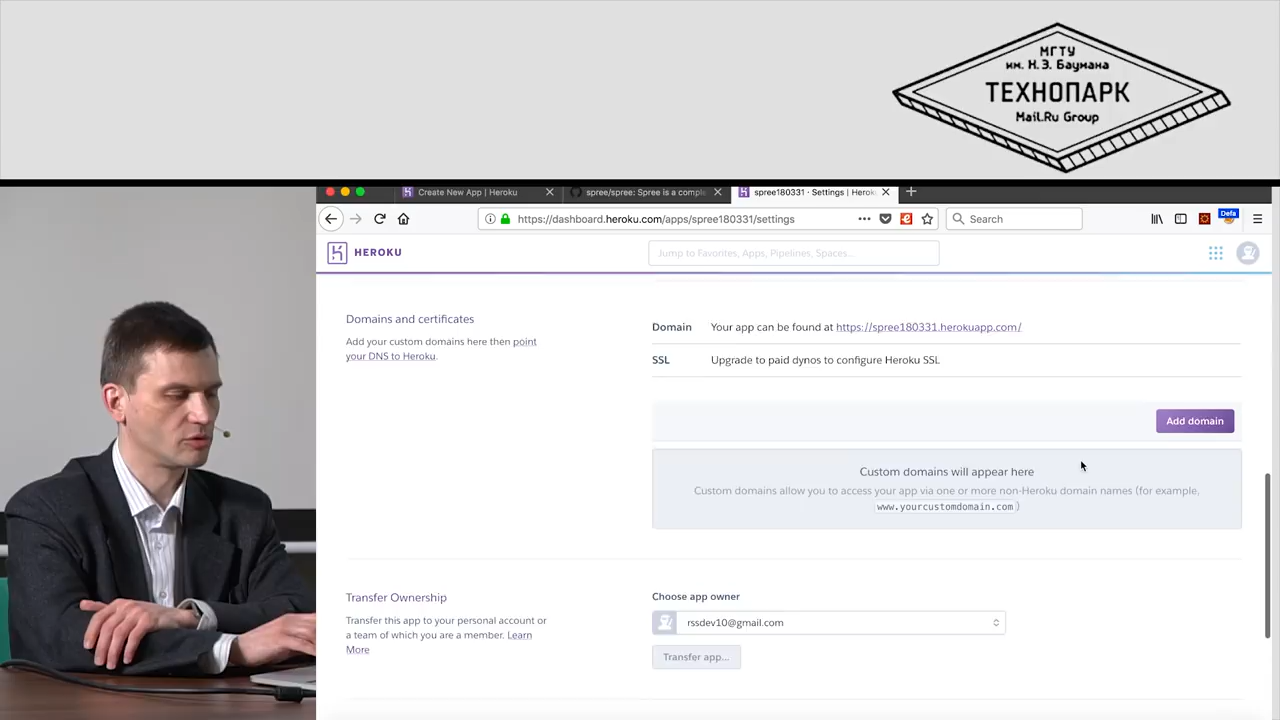 МГТУ
им. Н.Э. Баумана
ТЕХНОПАРК
Mail.Ru Group
Create New App | Heroku
spree/spree: Spree is a comple
spree180331 · Settings | Herok
https://dashboard.heroku.com/apps/spree180331/settings
Search
Defa
HEROKU
Jump to Favorites, Apps, Pipelines, Spaces...
Domains and certificates
Add your custom domains here then point
your DNS to Heroku.
Domain Your app can be found at https://spree180331.herokuapp.com/
SSL Upgrade to paid dynos to configure Heroku SSL
Add domain
Custom domains will appear here
Custom domains allow you to access your app via one or more non-Heroku domain names (for example,
www.yourcustomdomain.com)
Transfer Ownership
Transfer this app to your personal account or
a team of which you are a member. Learn
More
Choose app owner
rssdev10@gmail.com
Transfer app...